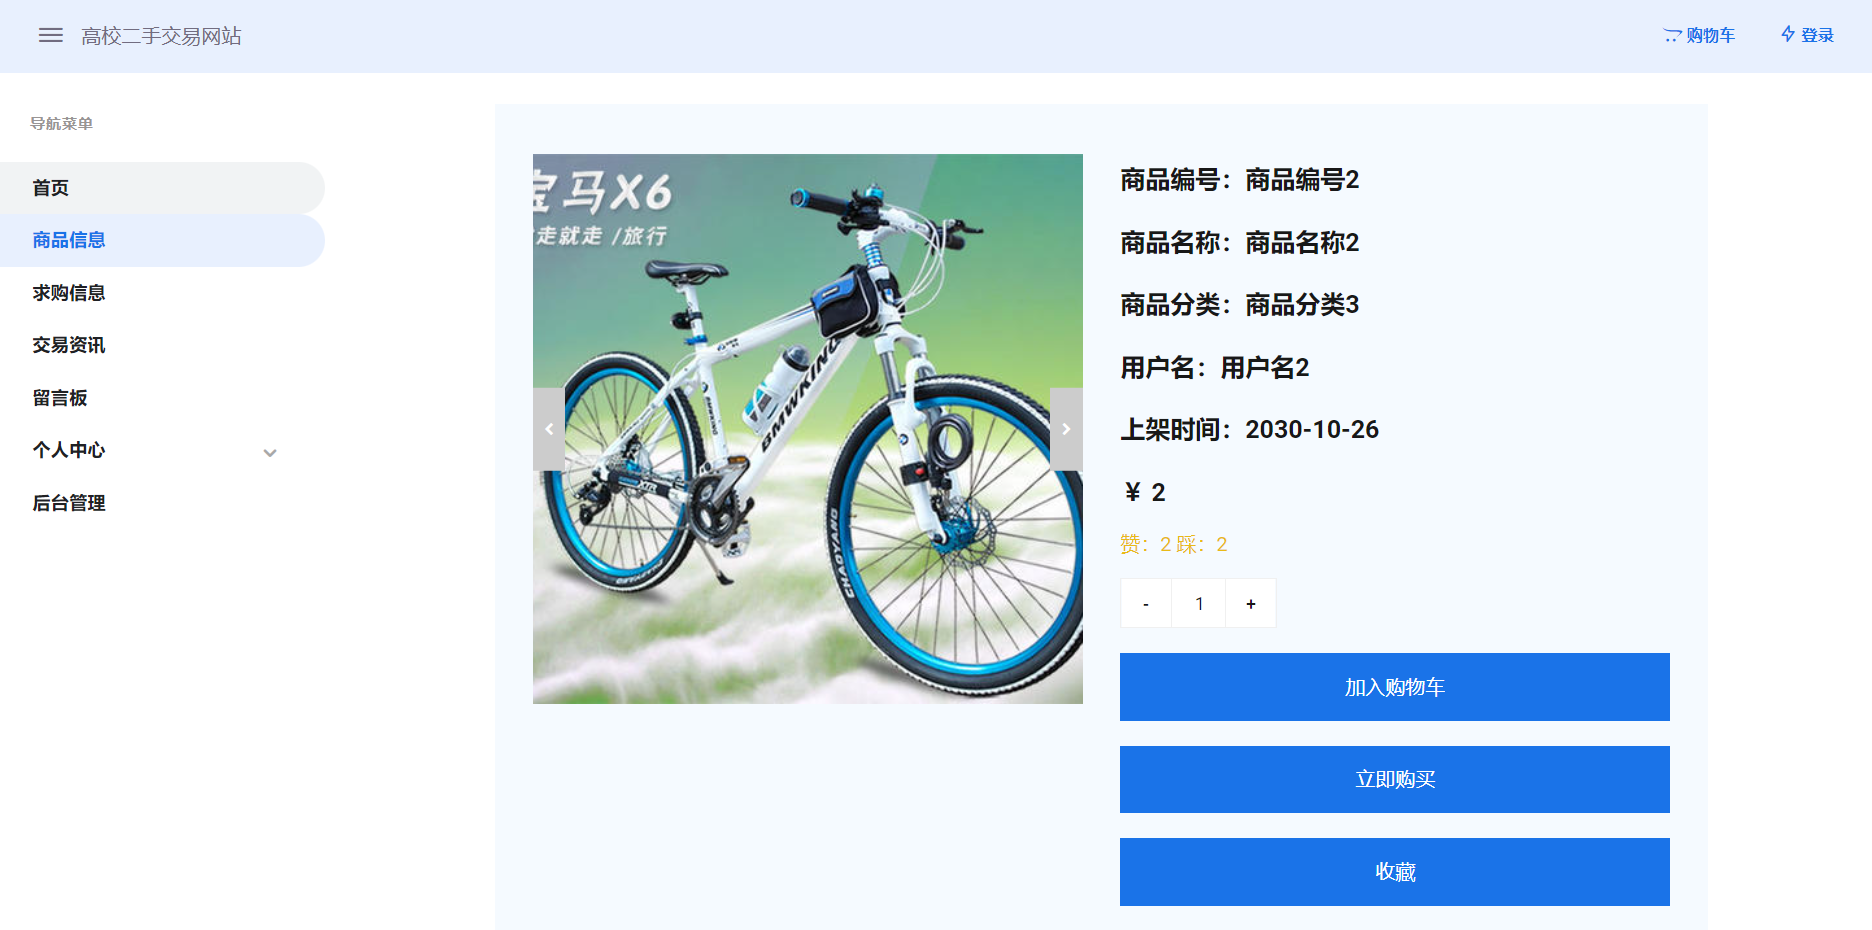 高校二手交易网站
购物车
登录
导航菜单
首页
商品信息
求购信息
交易资讯
留言板
个人中心
后台管理
宝马X6
走就走 /旅行
BMWKING
CHAOYANG
商品编号：商品编号2
商品名称：商品名称2
商品分类：商品分类3
用户名：用户名2
上架时间：2030-10-26
￥ 2
赞：2 踩：2
- 1 +
加入购物车
立即购买
收藏